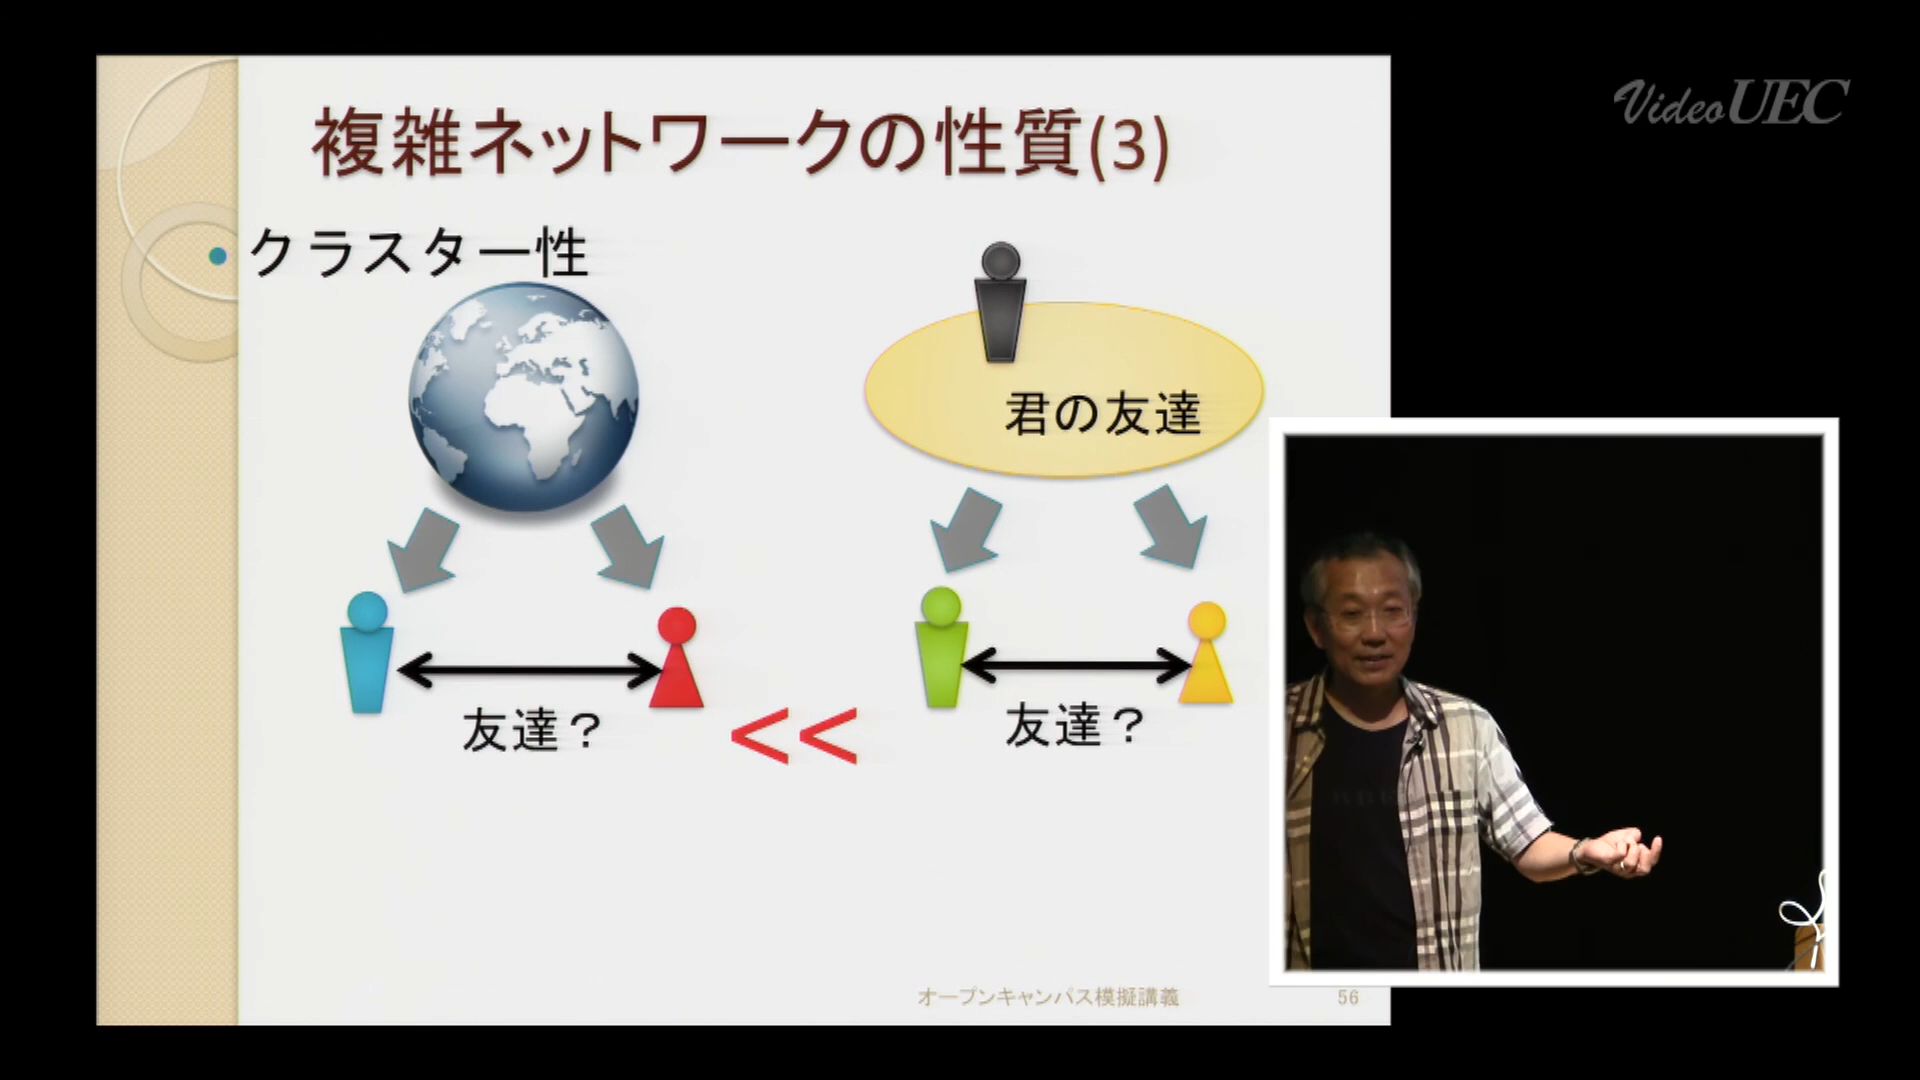 複雑ネットワークの性質(3)
Video UEC
クラスター性
君の友達
友達？
<<
友達？
オープンキャンパス模擬講義
56